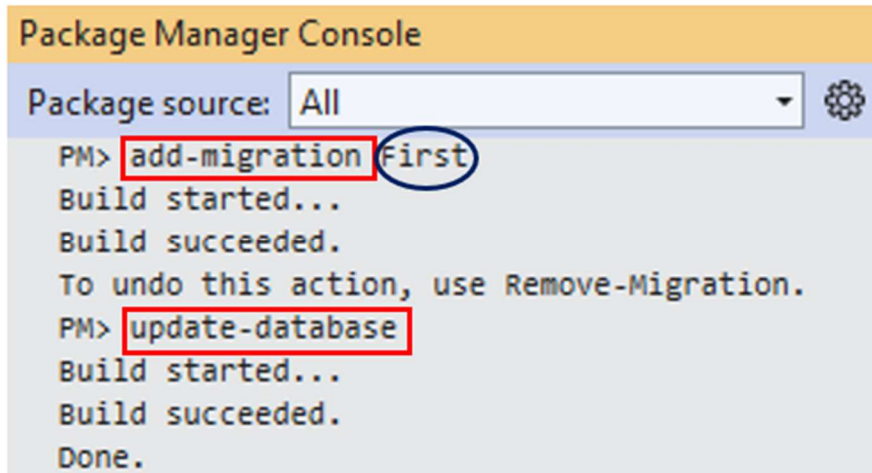 Package Manager Console
Package source: All
PM> add-migration First
Build started...
Build succeeded.
To undo this action, use Remove-Migration.
PM> update-database
Build started...
Build succeeded.
Done.